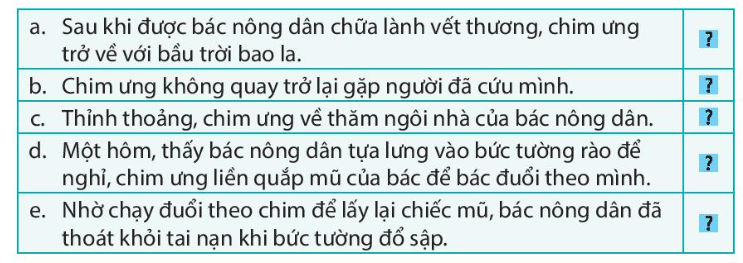 a. Sau khi được bác nông dân chữa lành vết thương, chim ưng
trở về với bầu trời bao la.
?
b. Chim ưng không quay trở lại gặp người đã cứu mình.
?
c. Thỉnh thoảng, chim ưng về thăm ngôi nhà của bác nông dân.
?
d. Một hôm, thấy bác nông dân tựa lưng vào bức tường rào để
nghỉ, chim ưng liền quắp mũ của bác để bác đuổi theo mình.
?
e. Nhờ chạy đuổi theo chim để lấy lại chiếc mũ, bác nông dân đã
thoát khỏi tai nạn khi bức tường đổ sập.
?